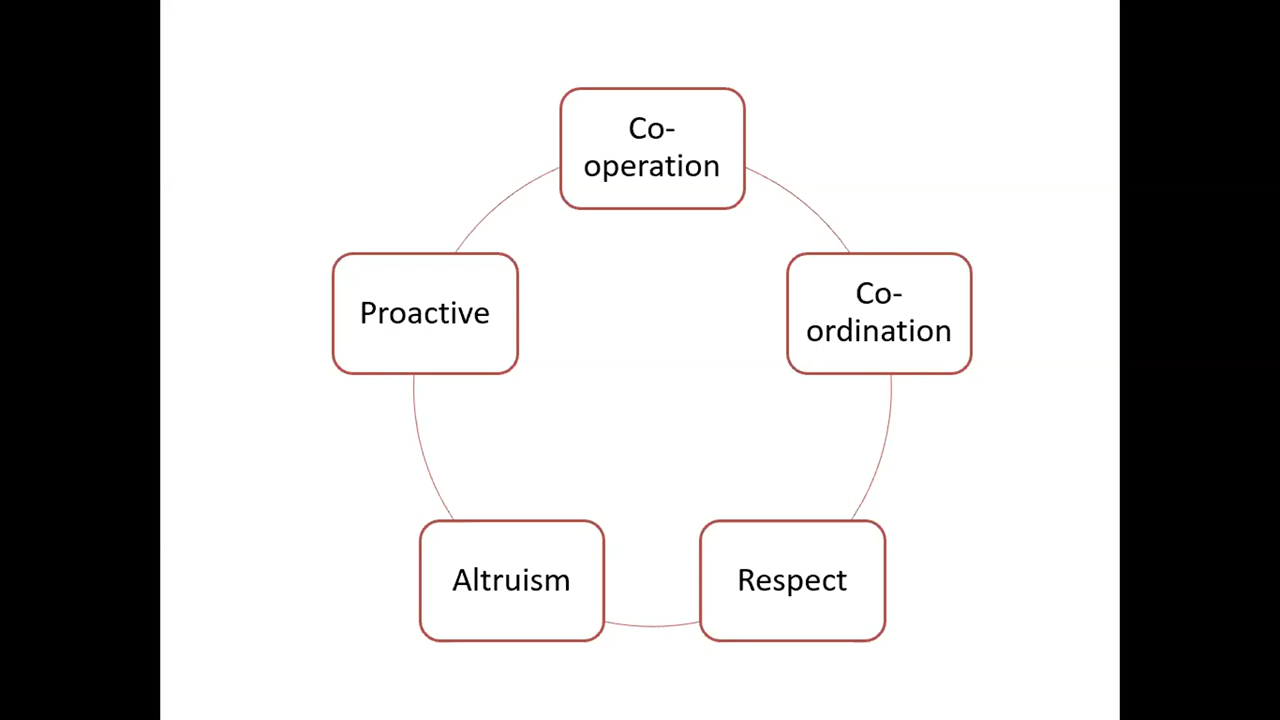 Co-
operation
Proactive
Co-
ordination
Altruism
Respect